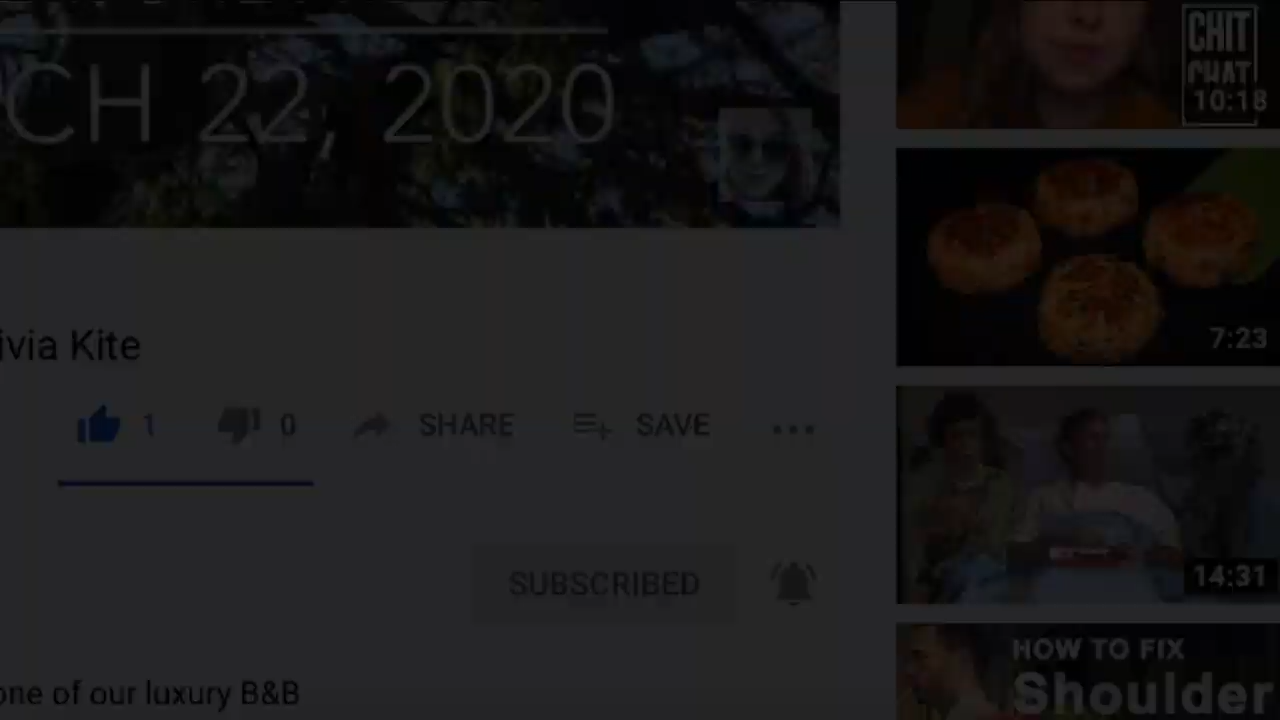 CH 22, 2020
ivia Kite
1 0 SHARE SAVE
SUBSCRIBED
one of our luxury B&B
CHIT
CHAT
10:18
7:23
14:31
HOW TO FIX
Shoulder